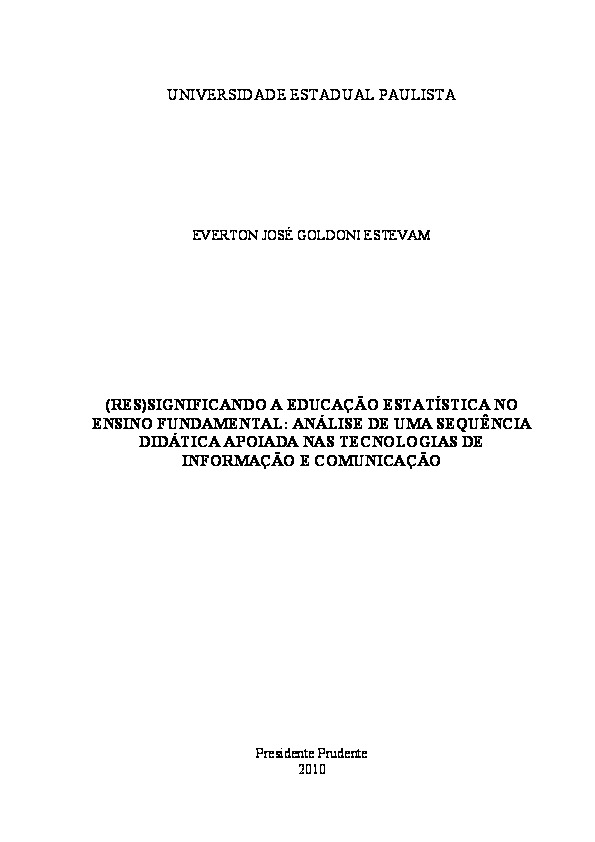 UNIVERSIDADE ESTADUAL PAULISTA
EVERTON JOSÉ GOLDONI ESTEVAM
(RES)SIGNIFICANDO A EDUCAÇÃO ESTATÍSTICA NO
ENSINO FUNDAMENTAL: ANÁLISE DE UMA SEQUÊNCIA
DIDÁTICA APOIADA NAS TECNOLOGIAS DE
INFORMAÇÃO E COMUNICAÇÃO
Presidente Prudente
2010